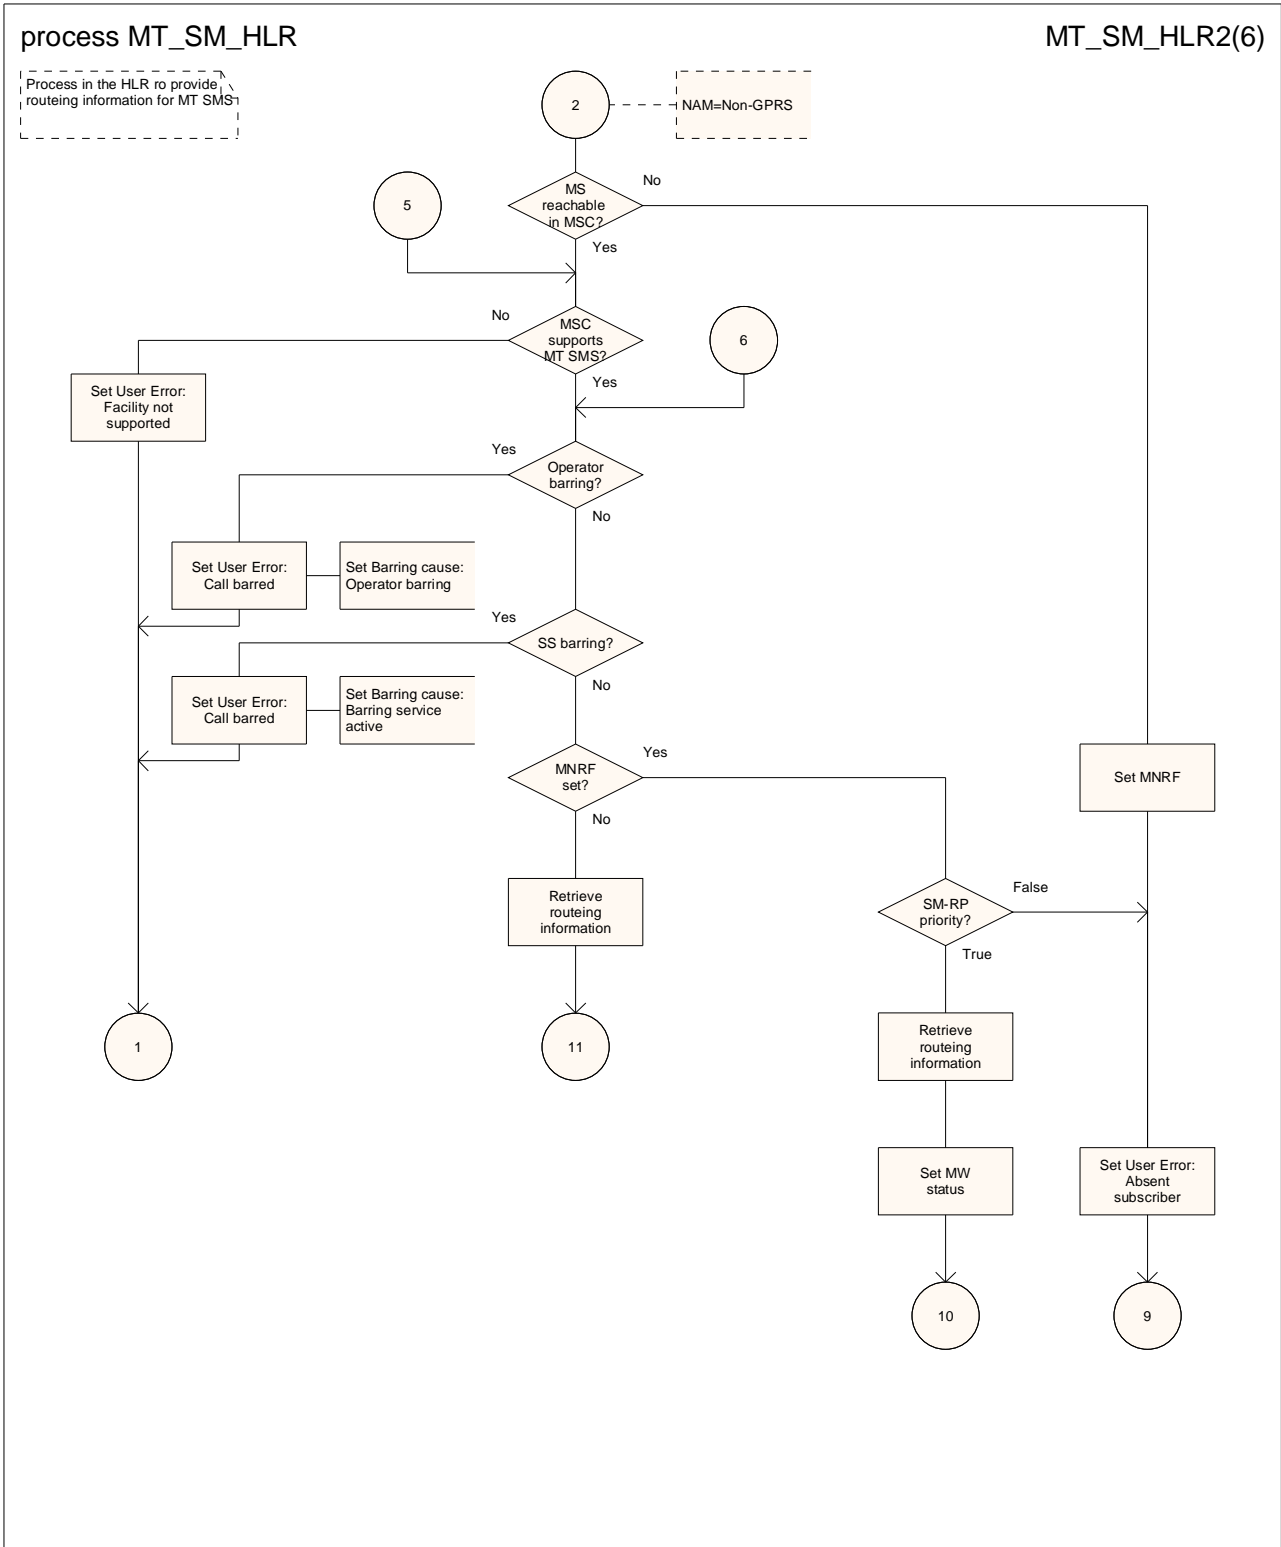 process MT_SM_HLR
MT_SM_HLR2(6)
Process in the HLR ro provide
routeing information for MT SMS
2
NAM=Non-GPRS
MS
reachable
in MSC?
No
Yes
5
No
MSC
supports
MT SMS?
6
Yes
Set User Error:
Facility not
supported
Yes
Operator
barring?
No
Set User Error:
Call barred
Set Barring cause:
Operator barring
Yes
SS barring?
No
Set User Error:
Call barred
Set Barring cause:
Barring service
active
MNRF
set?
Yes
No
Set MNRF
Retrieve
routeing
information
SM-RP
priority?
False
True
1
11
Retrieve
routeing
information
Set MW
status
Set User Error:
Absent
subscriber
10
9